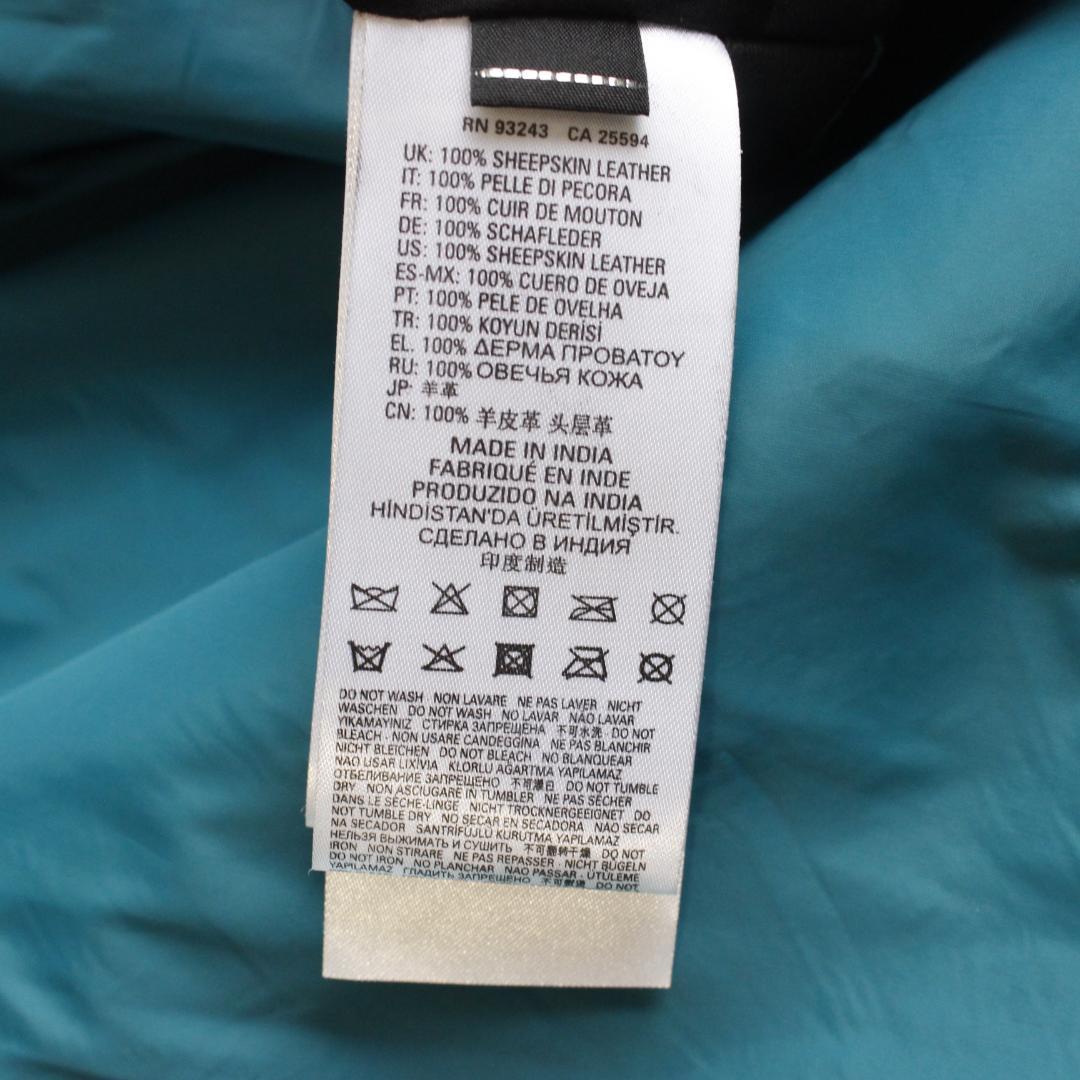 RN 93243 CA 25594
UK: 100% SHEEPSKIN LEATHER
IT: 100% PELLE DI PECORA
FR: 100% CUIR DE MOUTON
DE: 100% SCHAFLEDER
US: 100% SHEEPSKIN LEATHER
ES-MX: 100% CUERO DE OVEJA
PT: 100% PELE DE OVELHA
TR: 100% KOYUN DERİSİ
EL. 100% ΔΕΡΜΑ ΠΡΟΒΑΤΟΥ
RU: 100% ОВЕЧЬЯ КОЖА
JP: 羊革
CN: 100% 羊皮革 头层革
MADE IN INDIA
FABRIQUÉ EN INDE
PRODUZIDO NA INDIA
HİNDİSTAN'DA ÜRETİLMİŞTİR.
СДЕЛАНО В ИНДИЯ
印度制造
DO NOT WASH NON LAVARE NE PAS LAVER NICHT
WASCHEN DO NOT WASH NO LAVAR NÃO LAVAR
YIKAMAYINIZ СТИРКА ЗАПРЕЩЕНА 不可水洗 DO NOT
BLEACH - NON USARE CANDEGGINA NE PAS BLANCHIR
NICHT BLEICHEN DO NOT BLEACH NO BLANQUEAR
NAO USAR LIXÍVIA KLORLU AĞARTMA YAPILAMAZ
ОТБЕЛИВАНИЕ ЗАПРЕЩЕНО 不可漂白 DO NOT TUMBLE
DRY NON ASCIUGARE IN TUMBLER NE PAS SÉCHER
DANS LE SÈCHE-LINGE NICHT TROCKNERGEEIGNET DO
NOT TUMBLE DRY NO SECAR EN SECADORA NAO SECAR
NA SECADOR SANTRİFÜJLÜ KURUTMA YAPILAMAZ
НЕЛЬЗЯ ВЫЖИМАТЬ И СУШИТЬ 不可翻转干燥 DO NOT
IRON NON STIRARE NE PAS REPASSER - NICHT BÜGELN
DO NOT IRON NO PLANCHAR NAO PASSAR - ÜTÜLEME
YAPILAMAZ ГЛАДИТЬ ЗАПРЕЩЕНО 不可熨烫 DO NOT